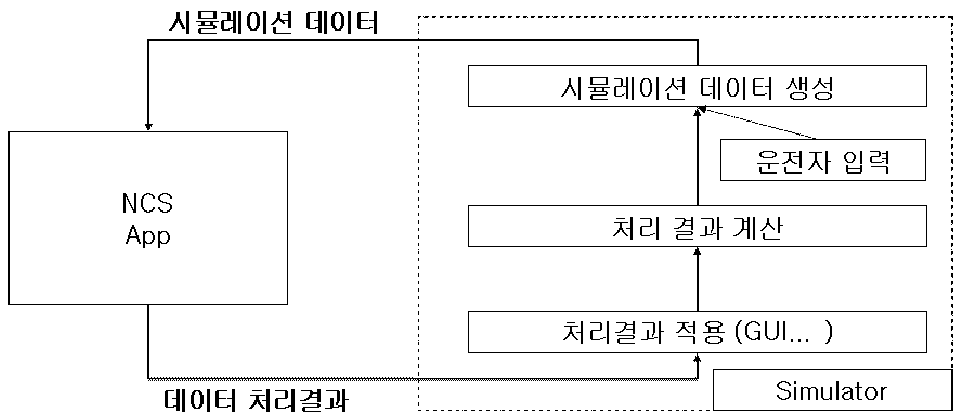 시뮬레이션 데이터
시뮬레이션 데이터 생성
운전자 입력
NCS
App
처리 결과 계산
처리결과 적용 (GUI... )
Simulator
데이터 처리결과